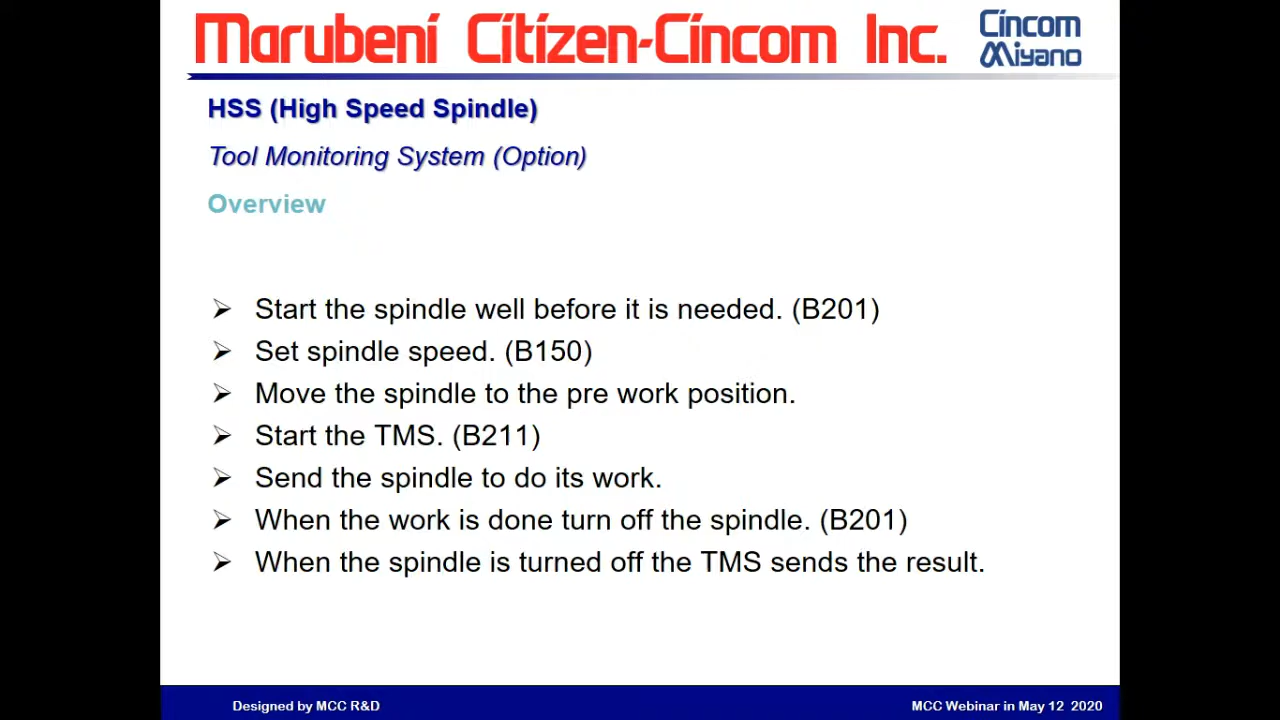 Marubeni Citizen-Cincom Inc.
Cincom
Miyano
HSS (High Speed Spindle)
Tool Monitoring System (Option)
Overview
➢ Start the spindle well before it is needed. (B201)
➢ Set spindle speed. (B150)
➢ Move the spindle to the pre work position.
➢ Start the TMS. (B211)
➢ Send the spindle to do its work.
➢ When the work is done turn off the spindle. (B201)
➢ When the spindle is turned off the TMS sends the result.
Designed by MCC R&D
MCC Webinar in May 12 2020